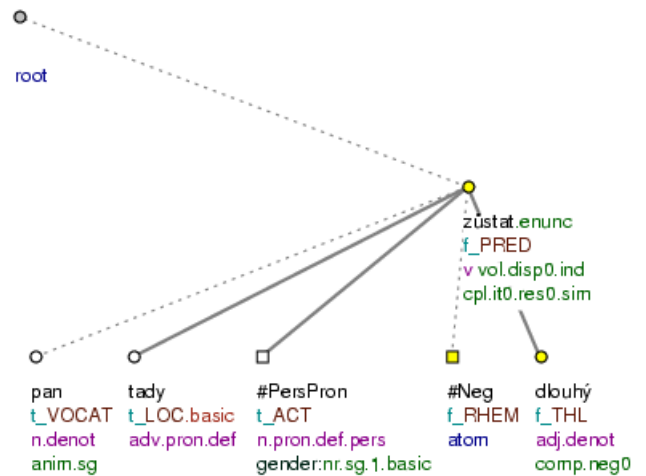 root
zůstat.enunc
f_PRED
v vol.disp0.ind
cpl.it0.res0.sim
pan
t_VOCAT
n.denot
anim.sg
tady
t_LOC.basic
adv.pron.def
#PersPron
t_ACT
n.pron.def.pers
gender:nr.sg.1.basic
#Neg
f_RHEM
atom
dlouhý
f_THL
adj.denot
comp.neg0